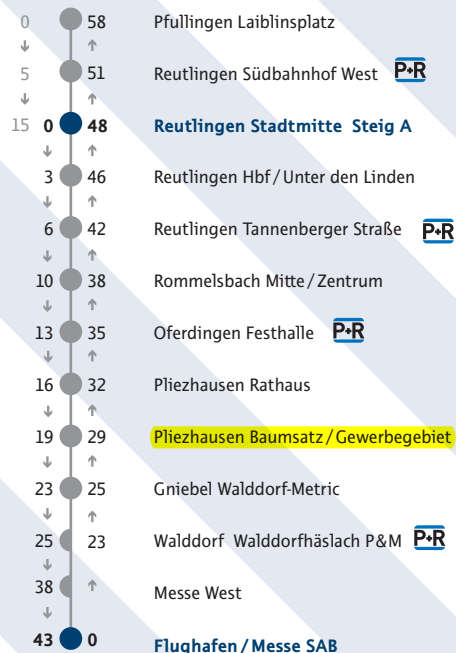 0 58 Pfullingen Laiblinsplatz
↓ ↑
5 51 Reutlingen Südbahnhof West P+R
↓ ↑
15 0 48 Reutlingen Stadtmitte Steig A
↓ ↑
3 46 Reutlingen Hbf/Unter den Linden
↓ ↑
6 42 Reutlingen Tannenberger Straße P+R
↓ ↑
10 38 Rommelsbach Mitte/Zentrum
↓ ↑
13 35 Oferdingen Festhalle P+R
↓ ↑
16 32 Pliezhausen Rathaus
↓ ↑
19 29 Pliezhausen Baumsatz/Gewerbegebiet
↓ ↑
23 25 Gniebel Walddorf-Metric
↓ ↑
25 23 Walddorf Walddorfhäslach P&M P+R
↓
38 ↑ Messe West
↓
43 0 Flughafen/Messe SAB